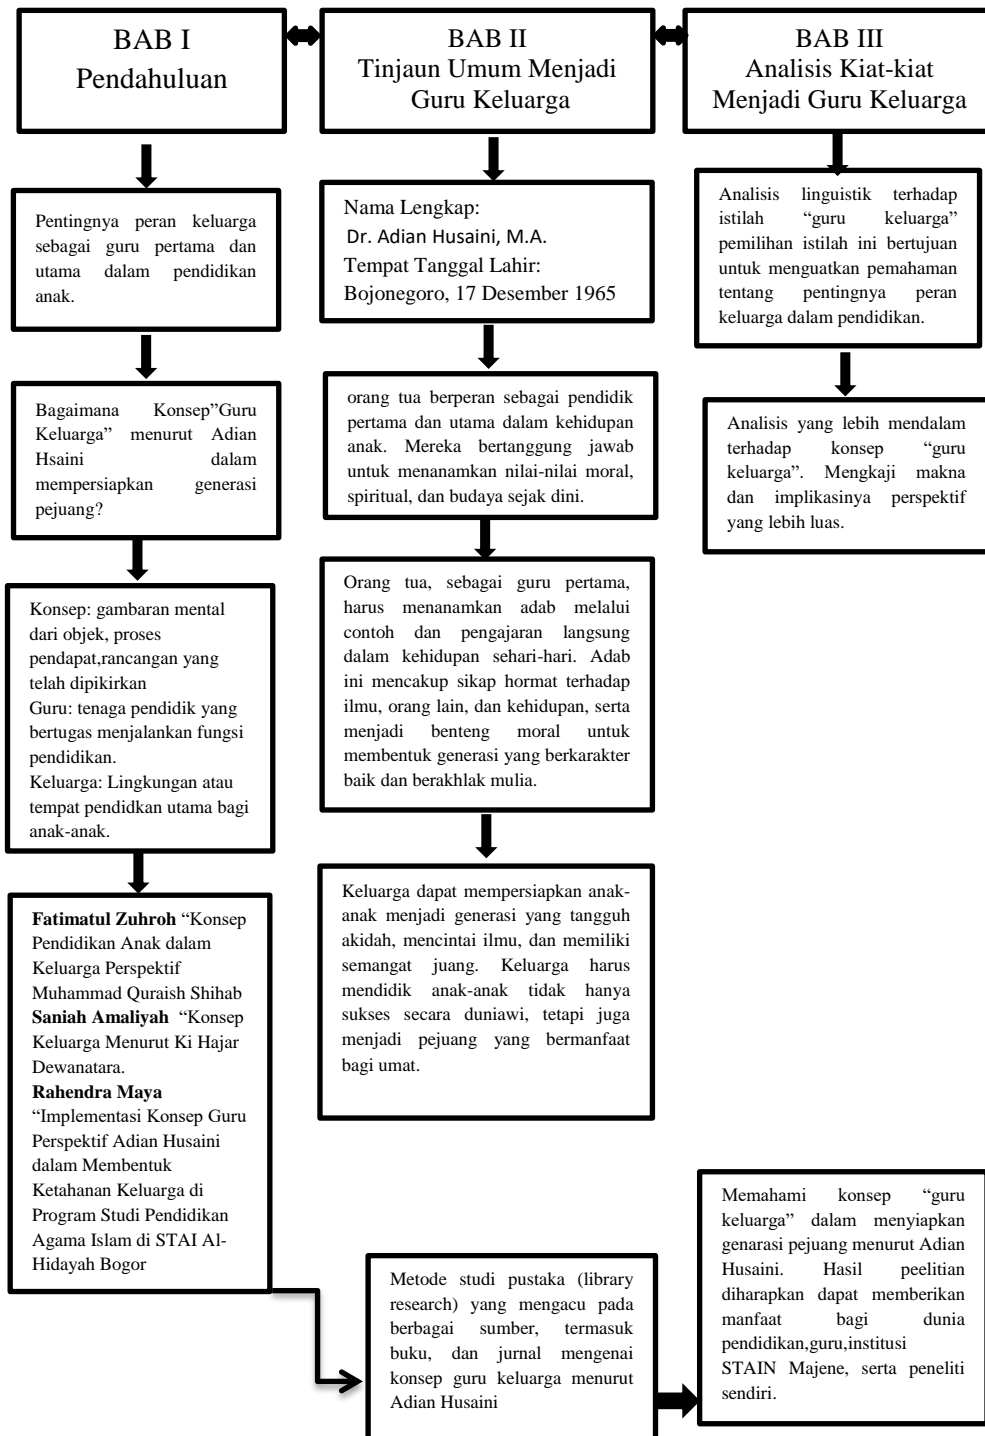 BAB I
Pendahuluan
BAB II
Tinjaun Umum Menjadi
Guru Keluarga
BAB III
Analisis Kiat-kiat
Menjadi Guru Keluarga
Pentingnya peran keluarga
sebagai guru pertama dan
utama dalam pendidikan
anak.
Bagaimana Konsep”Guru
Keluarga” menurut Adian
Hsaini dalam
mempersiapkan generasi
pejuang?
Konsep: gambaran mental
dari objek, proses
pendapat,rancangan yang
telah dipikirkan
Guru: tenaga pendidik yang
bertugas menjalankan fungsi
pendidikan.
Keluarga: Lingkungan atau
tempat pendidkan utama bagi
anak-anak.
Fatimatul Zuhroh “Konsep
Pendidikan Anak dalam
Keluarga Perspektif
Muhammad Quraish Shihab
Saniah Amaliyah “Konsep
Keluarga Menurut Ki Hajar
Dewanatara.
Rahendra Maya
“Implementasi Konsep Guru
Perspektif Adian Husaini
dalam Membentuk
Ketahanan Keluarga di
Program Studi Pendidikan
Agama Islam di STAI Al-
Hidayah Bogor
Nama Lengkap:
Dr. Adian Husaini, M.A.
Tempat Tanggal Lahir:
Bojonegoro, 17 Desember 1965
orang tua berperan sebagai pendidik
pertama dan utama dalam kehidupan
anak. Mereka bertanggung jawab
untuk menanamkan nilai-nilai moral,
spiritual, dan budaya sejak dini.
Orang tua, sebagai guru pertama,
harus menanamkan adab melalui
contoh dan pengajaran langsung
dalam kehidupan sehari-hari. Adab
ini mencakup sikap hormat terhadap
ilmu, orang lain, dan kehidupan, serta
menjadi benteng moral untuk
membentuk generasi yang berkarakter
baik dan berakhlak mulia.
Keluarga dapat mempersiapkan anak-
anak menjadi generasi yang tangguh
akidah, mencintai ilmu, dan memiliki
semangat juang. Keluarga harus
mendidik anak-anak tidak hanya
sukses secara duniawi, tetapi juga
menjadi pejuang yang bermanfaat
bagi umat.
Analisis linguistik terhadap
istilah “guru keluarga”
pemilihan istilah ini bertujuan
untuk menguatkan pemahaman
tentang pentingnya peran
keluarga dalam pendidikan.
Analisis yang lebih mendalam
terhadap konsep “guru
keluarga”. Mengkaji makna
dan implikasinya perspektif
yang lebih luas.
Metode studi pustaka (library
research) yang mengacu pada
berbagai sumber, termasuk
buku, dan jurnal mengenai
konsep guru keluarga menurut
Adian Husaini
Memahami konsep “guru
keluarga” dalam menyiapkan
genarasi pejuang menurut Adian
Husaini. Hasil peelitian
diharapkan dapat memberikan
manfaat bagi dunia
pendidikan,guru,institusi
STAIN Majene, serta peneliti
sendiri.